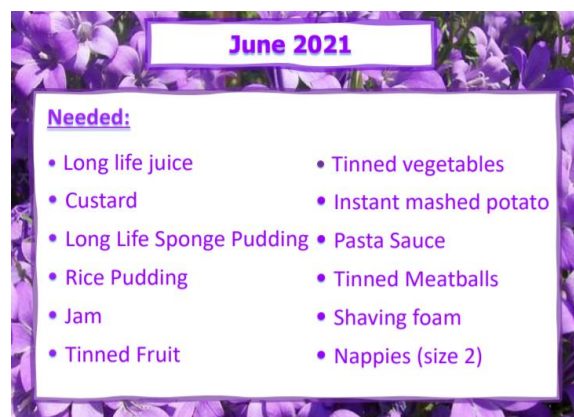 June 2021
Needed:
• Long life juice
• Custard
• Long Life Sponge Pudding
• Rice Pudding
• Jam
• Tinned Fruit
• Tinned vegetables
• Instant mashed potato
• Pasta Sauce
• Tinned Meatballs
• Shaving foam
• Nappies (size 2)